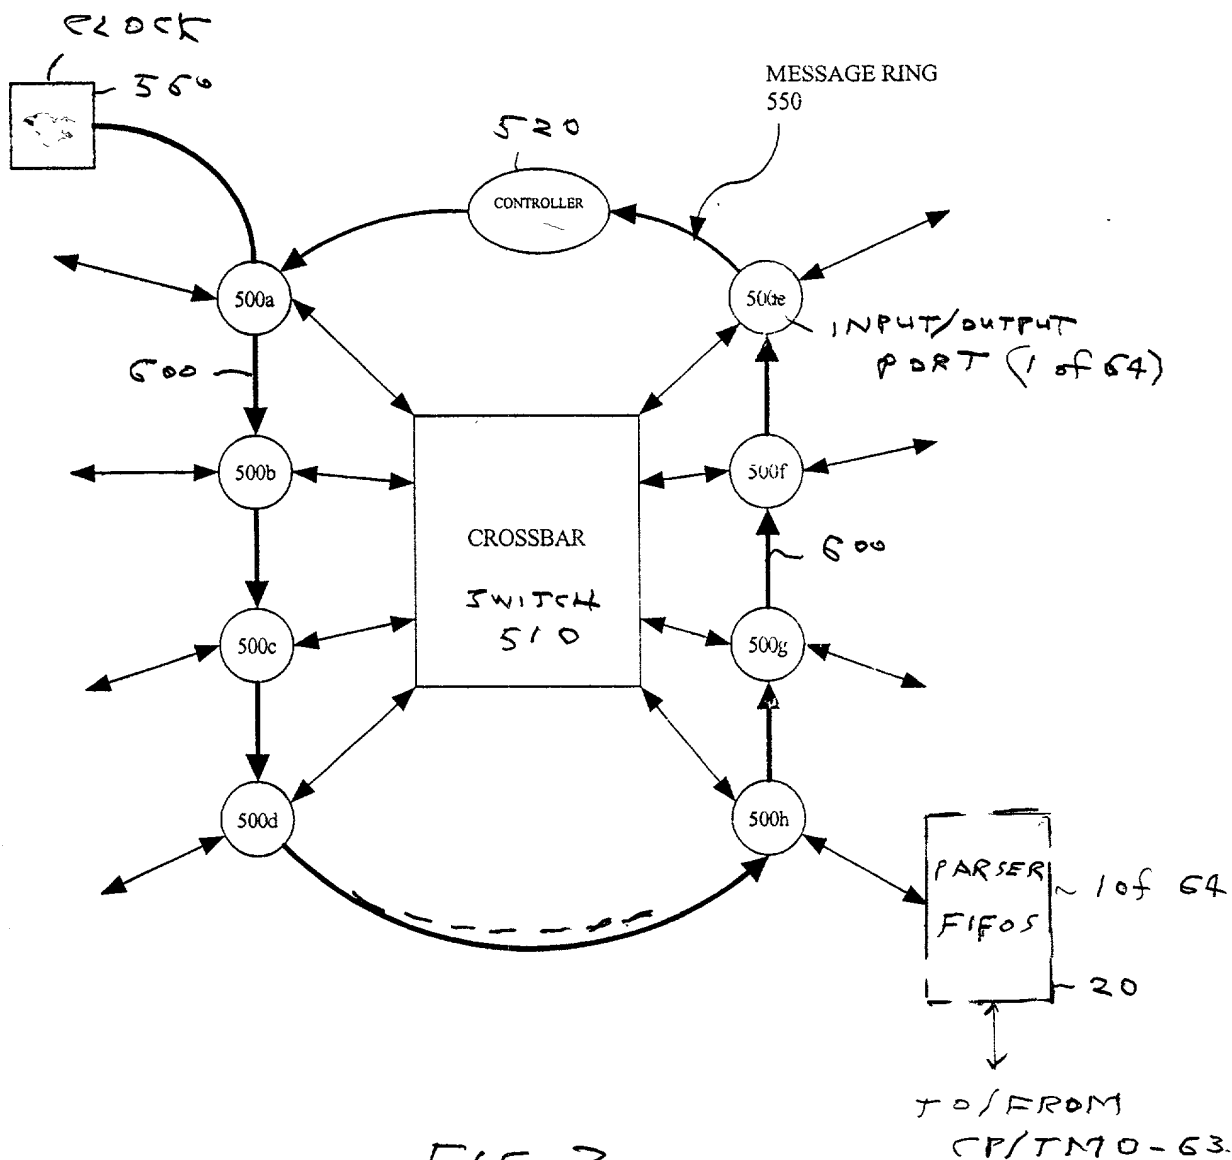 CLOCK
560
MESSAGE RING
550
520
CONTROLLER
500a
500e
INPUT/OUTPUT
PORT (1 of 64)
600
500b
500f
CROSSBAR
SWITCH
510
600
500c
500g
500d
500h
PARSER
FIFOS
1 of 64
20
TO/FROM
CP/TM 0-63.